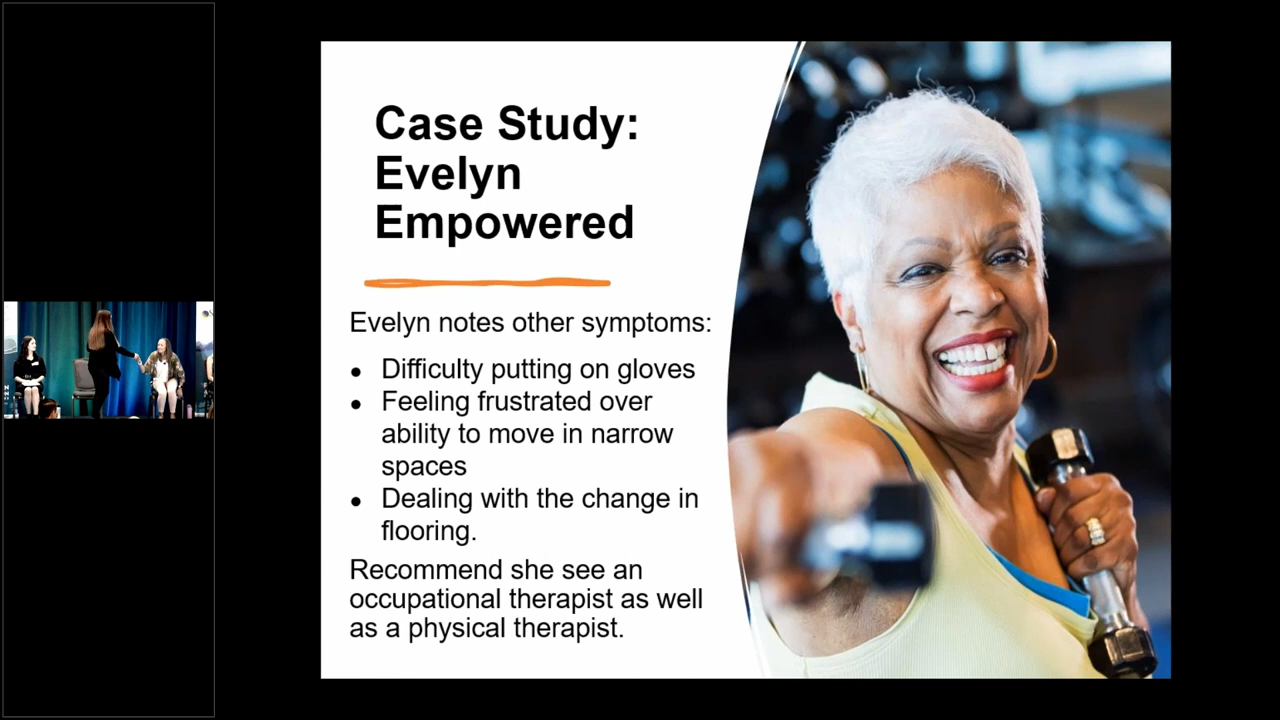 Case Study:
Evelyn
Empowered
Evelyn notes other symptoms:
• Difficulty putting on gloves
• Feeling frustrated over
ability to move in narrow
spaces
• Dealing with the change in
flooring.
Recommend she see an
occupational therapist as well
as a physical therapist.